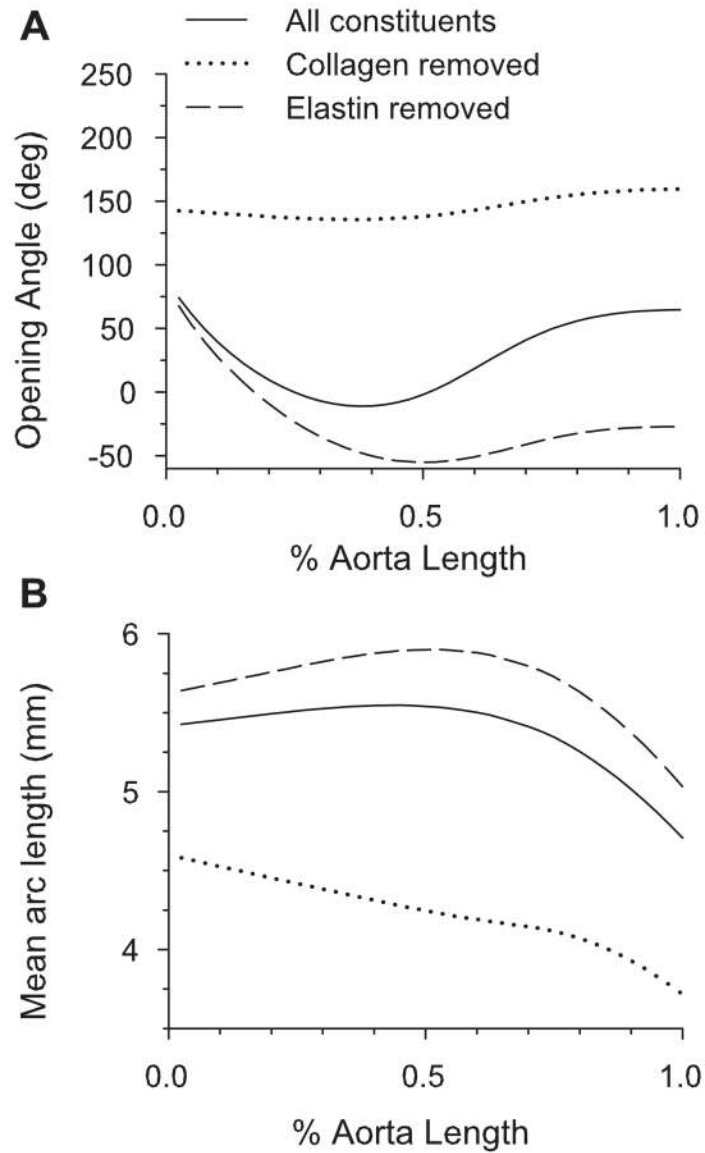 A
All constituents
Collagen removed
Elastin removed
Opening Angle (deg)
250
200
150
100
50
0
-50
0.0 0.5 1.0
% Aorta Length
B
Mean arc length (mm)
6
5
4
0.0 0.5 1.0
% Aorta Length